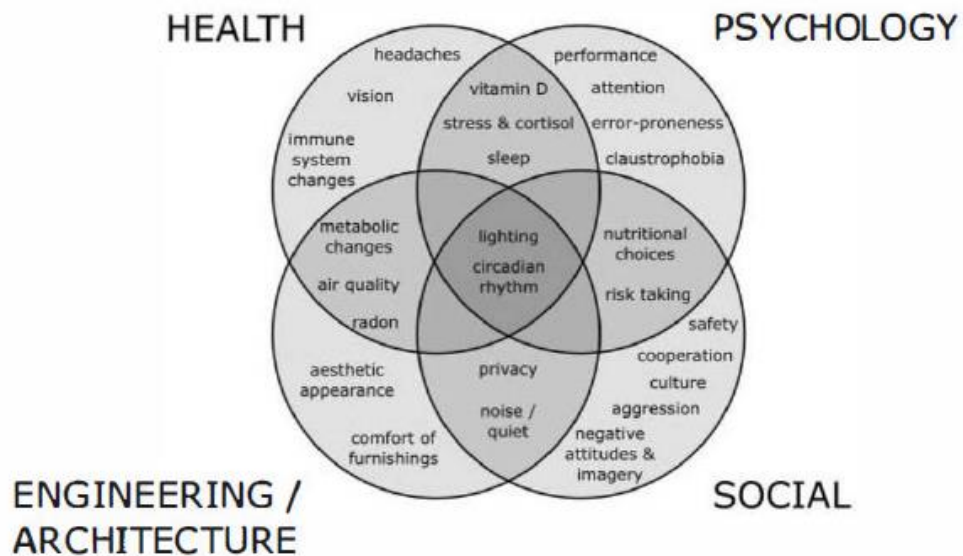 HEALTH
PSYCHOLOGY
headaches
performance
vision
vitamin D
attention
stress & cortisol
error-proneness
immune
system
changes
sleep
claustrophobia
metabolic
changes
lighting
nutritional
choices
circadian
rhythm
air quality
risk taking
radon
safety
cooperation
aesthetic
appearance
privacy
culture
aggression
noise /
quiet
comfort of
furnishings
negative
attitudes &
imagery
ENGINEERING /
ARCHITECTURE
SOCIAL